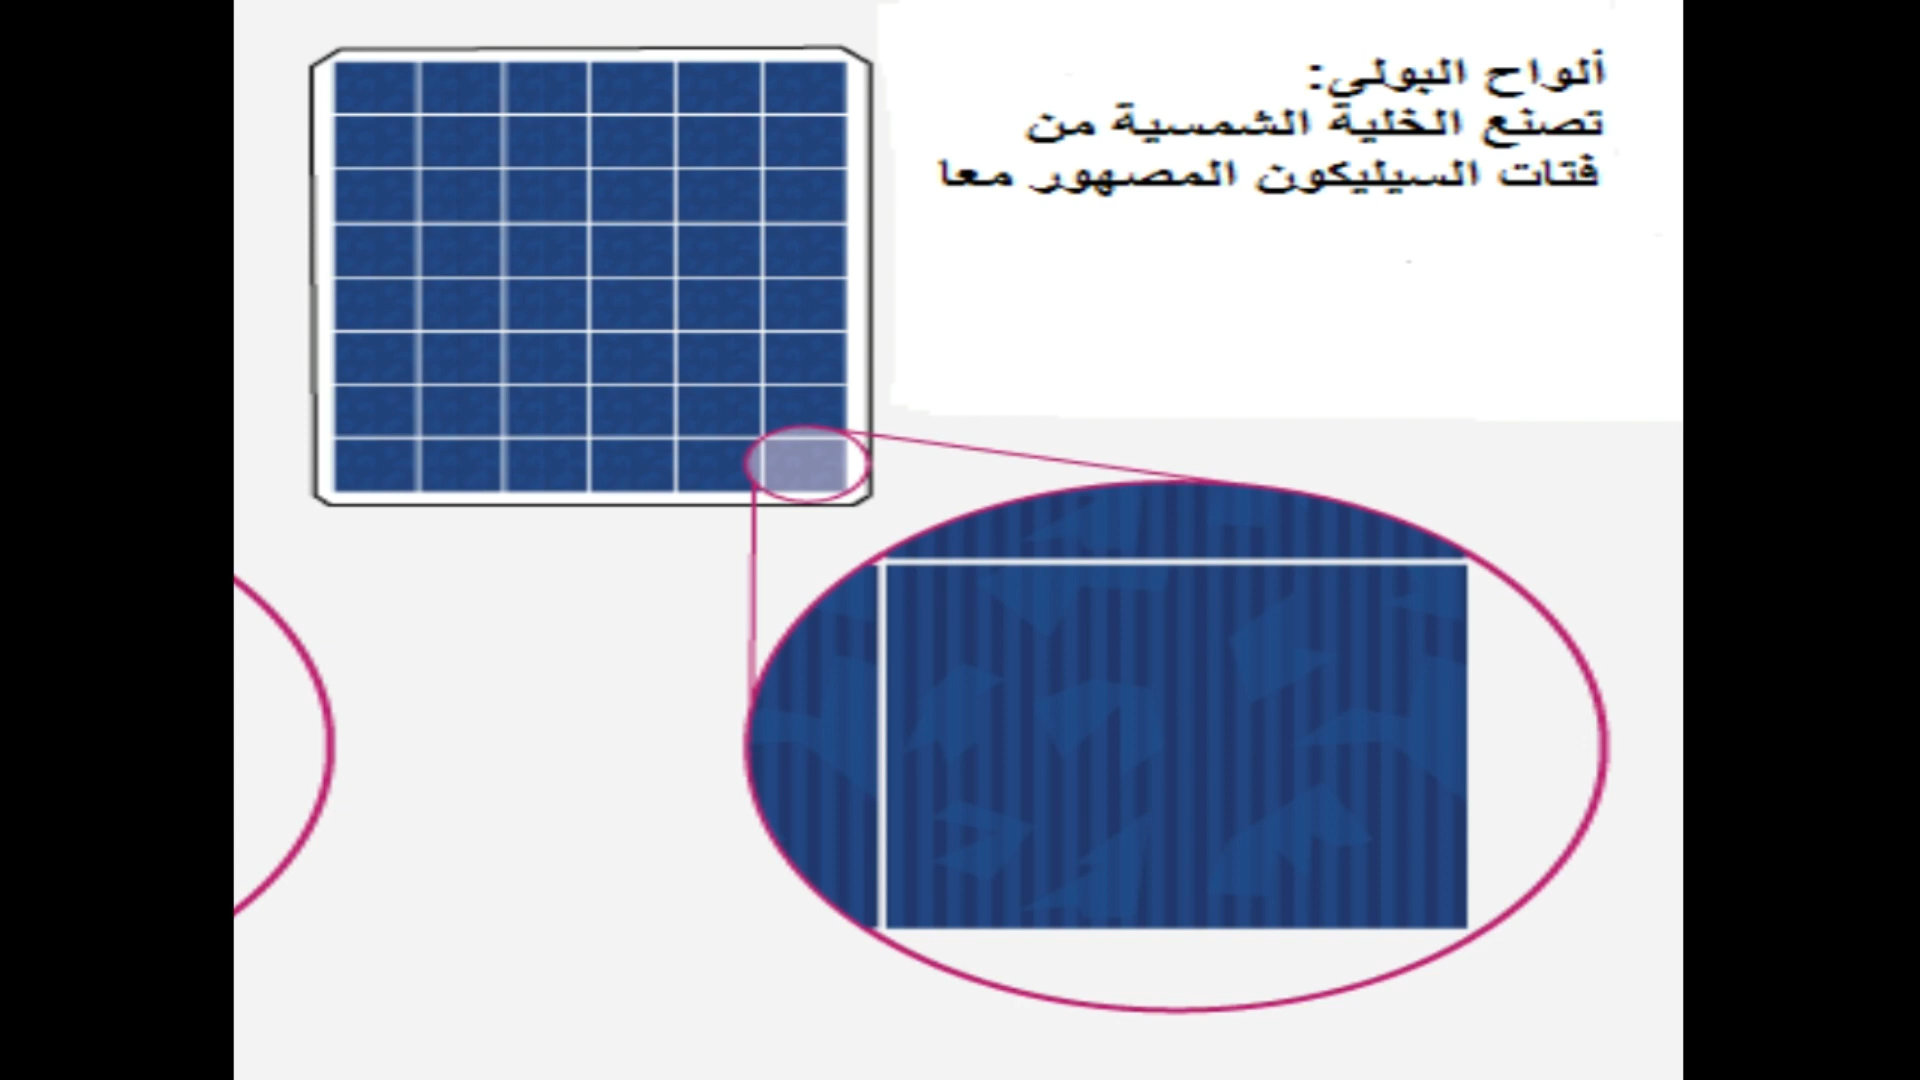 ألواح البولي:
تصنع الخلية الشمسية من
فتات السيليكون المصهور معا